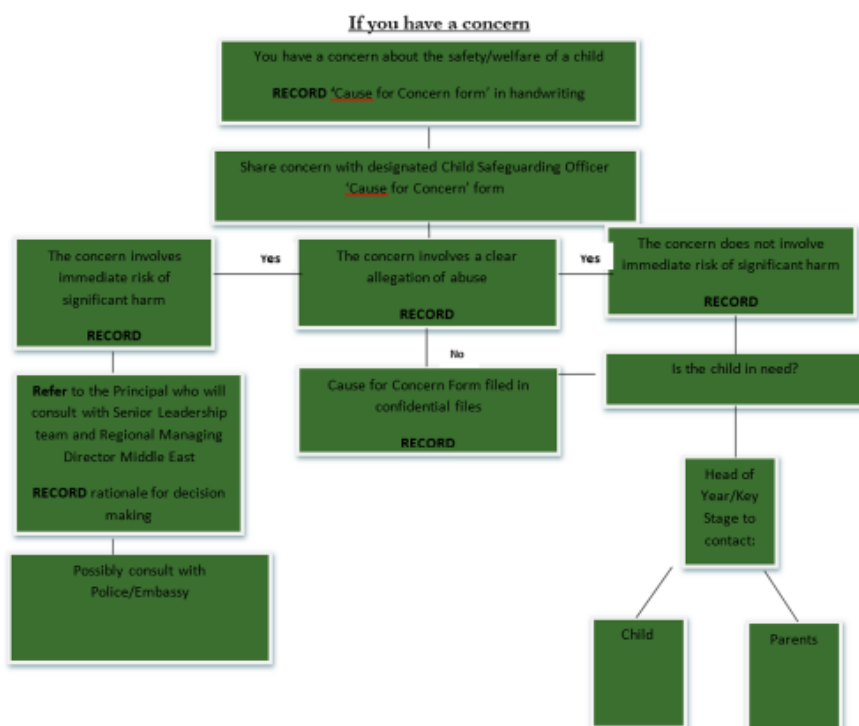 If you have a concern
You have a concern about the safety/welfare of a child
RECORD ‘Cause for Concern form’ in handwriting
Share concern with designated Child Safeguarding Officer
‘Cause for Concern’ form
The concern involves
immediate risk of
significant harm
RECORD
Yes
The concern involves a clear
allegation of abuse
RECORD
Yes
The concern does not involve
immediate risk of significant harm
RECORD
No
Refer to the Principal who will
consult with Senior Leadership
team and Regional Managing
Director Middle East
RECORD rationale for decision
making
Cause for Concern Form filed in
confidential files
RECORD
Is the child in need?
Possibly consult with
Police/Embassy
Head of
Year/Key
Stage to
contact:
Child
Parents